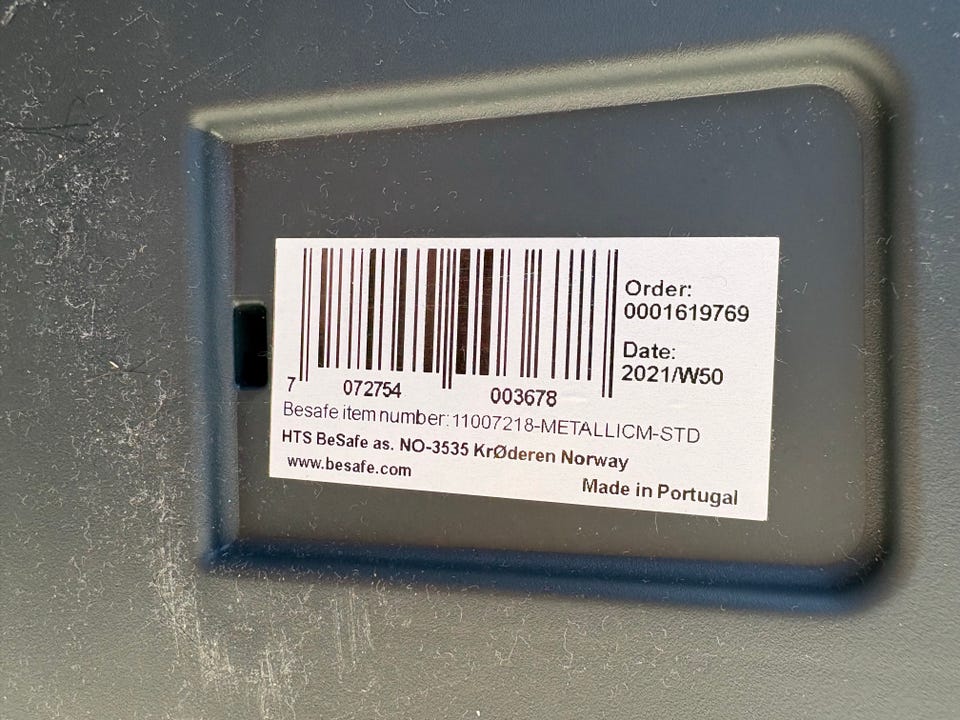 Order:
0001619769
Date:
2021/W50
7 072754 003678
Besafe item number:11007218-METALLICM-STD
HTS BeSafe as. NO-3535 KrØderen Norway
www.besafe.com
Made in Portugal